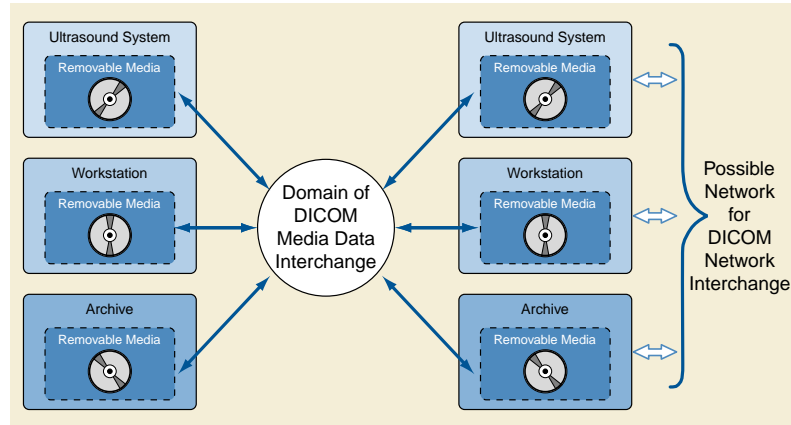 Ultrasound System
Removable Media
Workstation
Removable Media
Archive
Removable Media
Domain of
DICOM
Media Data
Interchange
Ultrasound System
Removable Media
Workstation
Removable Media
Archive
Removable Media
Possible
Network
for
DICOM
Network
Interchange